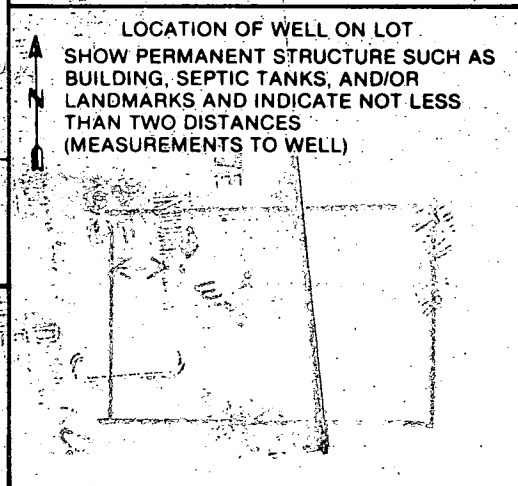 LOCATION OF WELL ON LOT
SHOW PERMANENT STRUCTURE SUCH AS
BUILDING, SEPTIC TANKS, AND/OR
N LANDMARKS AND INDICATE NOT LESS
THAN TWO DISTANCES
(MEASUREMENTS TO WELL)